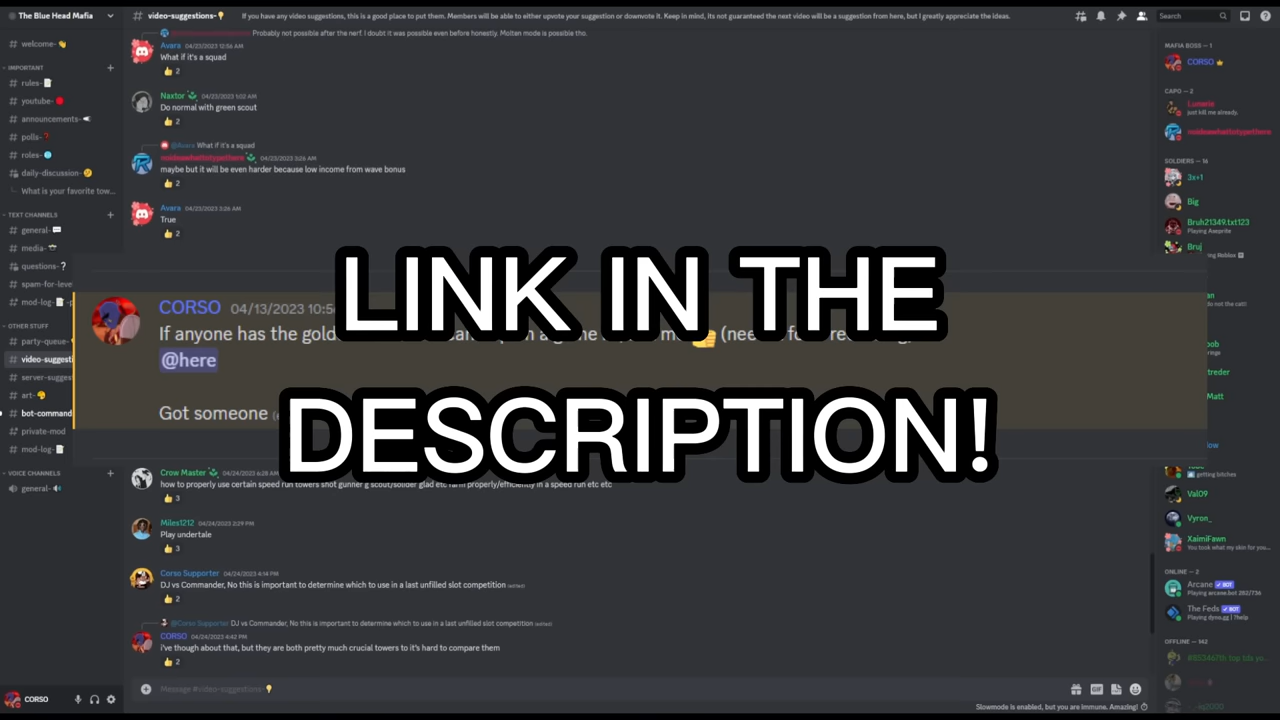 The Blue Head Mafia
video-suggestions-
If you have any video suggestions, this is a good place to put them. Members will be able to either upvote your suggestion or downvote it. Keep in mind, its not guaranteed the next video will be a suggestion from here, but I greatly appreciate the ideas.
Search
welcome-
IMPORTANT
rules-
youtube-
announcements-
polls-
roles-
daily-discussion-
What is your favorite tow...
TEXT CHANNELS
general-
media-
questions-
spam-for-leve
mod-log-
OTHER STUFF
party-queue-
video-suggesti
server-sugges
art-
bot-command
private-mod
mod-log-
VOICE CHANNELS
general-
CORSO
Probably not possible after the nerf. I doubt it was possible even before honestly. Molten mode is possible tho.
Avara 04/23/2023 12:56 AM
What if it's a squad
2
Naxtor 04/23/2023 1:02 AM
Do normal with green scout
2
@Avara What if it's a squad
04/23/2023 3:26 AM
maybe but it will be even harder because low income from wave bonus
2
Avara 04/23/2023 3:26 AM
True
2
LINK IN THE
DESCRIPTION!
CORSO 04/13/2023 10:5
If anyone has the gold
@here
Got someone
Crow Master 04/24/2023 6:28 AM
how to properly use certain speed run towers shot gunner g scout/soldier glad etc farm properly/efficiently in a speed run etc etc
3
Miles1212 04/24/2023 2:29 PM
Play undertale
3
Corso Supporter 04/24/2023 4:14 PM
DJ vs Commander, No this is important to determine which to use in a last unfilled slot competition (edited)
2
@Corso Supporter DJ vs Commander, No this is important to determine which to use in a last unfilled slot competition (edited)
CORSO 04/24/2023 4:42 PM
i've though about that, but they are both pretty much crucial towers to it's hard to compare them
2
Message #video-suggestions-
Slowmode is enabled, but you are immune. Amazing!
MAFIA BOSS — 1
CORSO
CAPO — 2
just kill me already.
SOLDIERS — 16
3x+1
Big
Bruh21349.txt123
Playing Aseprite
Bruj
Roblox
do not the cat!
treder
Matt
getting bitches
Val09
Vyron_
XaimiFawn
You took what my skin for you...
ONLINE — 2
Arcane BOT
Playing arcane.bot 282/736
The Feds BOT
Playing dyno.gg | ?help
OFFLINE — 142